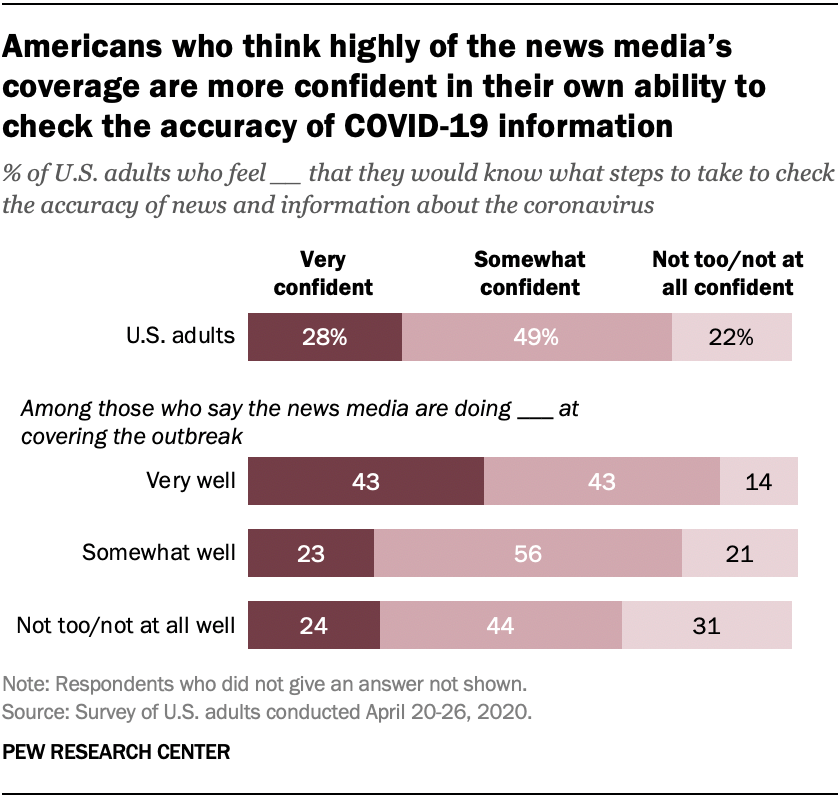 Americans who think highly of the news media's
coverage are more confident in their own ability to
check the accuracy of COVID-19 information
% of U.S. adults who feel __ that they would know what steps to take to check
the accuracy of news and information about the coronavirus
Very confident
Somewhat confident
Not too/not at all confident
U.S. adults 28% 49% 22%
Among those who say the news media are doing ___ at
covering the outbreak
Very well 43 43 14
Somewhat well 23 56 21
Not too/not at all well 24 44 31
Note: Respondents who did not give an answer not shown.
Source: Survey of U.S. adults conducted April 20-26, 2020.
PEW RESEARCH CENTER